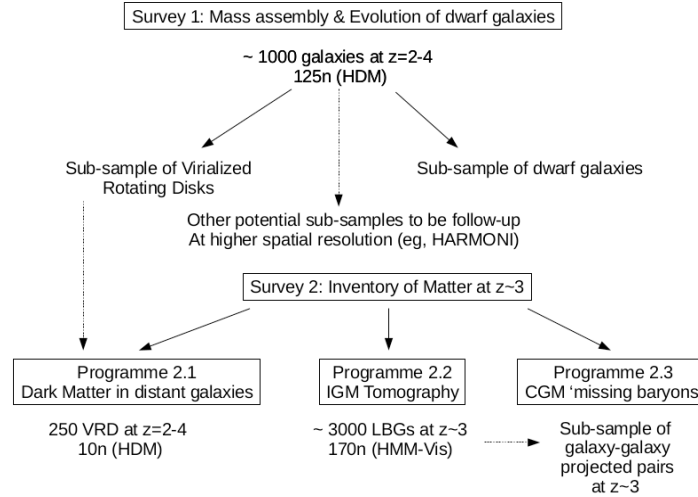 Survey 1: Mass assembly & Evolution of dwarf galaxies
~ 1000 galaxies at z=2-4
125n (HDM)
Sub-sample of Virialized
Rotating Disks
Sub-sample of dwarf galaxies
Other potential sub-samples to be follow-up
At higher spatial resolution (eg, HARMONI)
Survey 2: Inventory of Matter at z~3
Programme 2.1
Dark Matter in distant galaxies
Programme 2.2
IGM Tomography
Programme 2.3
CGM ‘missing baryons
250 VRD at z=2-4
10n (HDM)
~ 3000 LBGs at z~3
170n (HMM-Vis)
Sub-sample of
galaxy-galaxy
projected pairs
at z~3